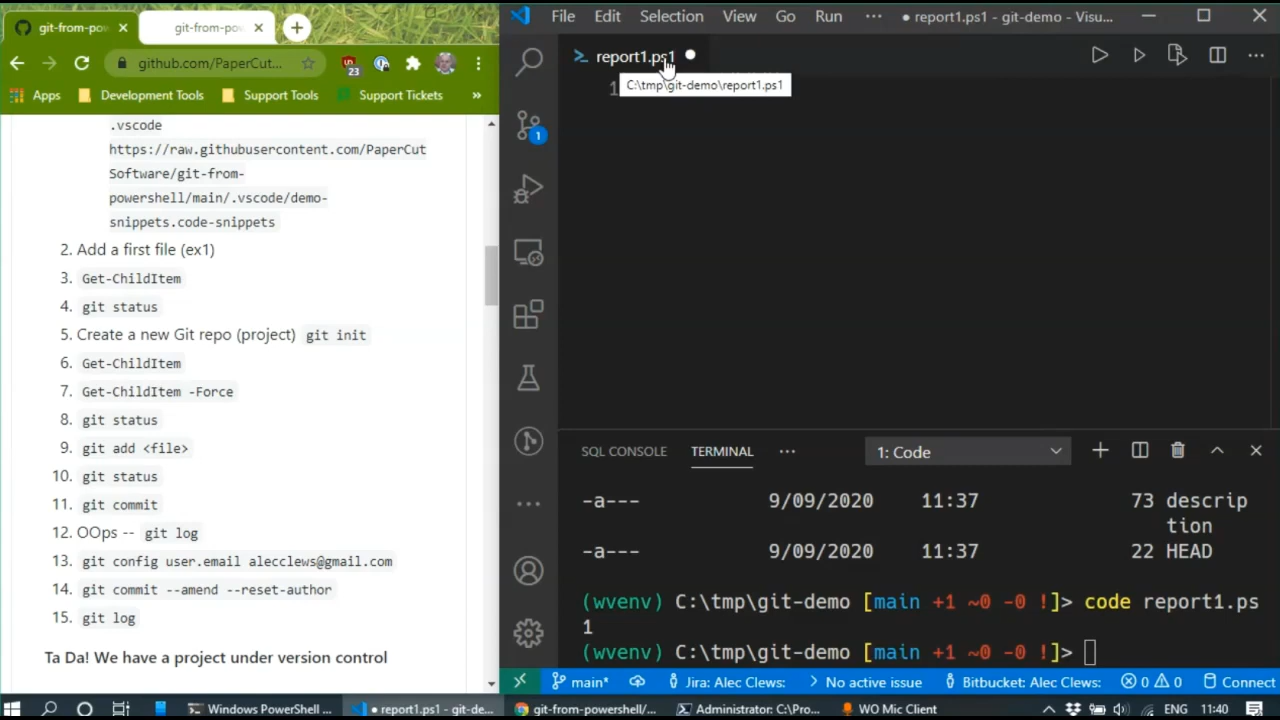 git-from-pow
git-from-pow
File Edit Selection View Go Run ··· ● report1.ps1 - git-demo - Visu...
github.com/PaperCut...
23
Apps Development Tools Support Tools Support Tickets »
report1.ps1
C:\tmp\git-demo\report1.ps1
1
1
.vscode
https://raw.githubusercontent.com/PaperCut
Software/git-from-
powershell/main/.vscode/demo-
snippets.code-snippets
2. Add a first file (ex1)
3. Get-ChildItem
4. git status
5. Create a new Git repo (project) git init
6. Get-ChildItem
7. Get-ChildItem -Force
8. git status
9. git add <file>
10. git status
11. git commit
12. OOps -- git log
13. git config user.email alecclews@gmail.com
14. git commit --amend --reset-author
15. git log
Ta Da! We have a project under version control
SQL CONSOLE TERMINAL ··· 1: Code
-a--- 9/09/2020 11:37 73 descrip
tion
-a--- 9/09/2020 11:37 22 HEAD
(wvenv) C:\tmp\git-demo [main +1 ~0 -0 !]> code report1.ps
1
(wvenv) C:\tmp\git-demo [main +1 ~0 -0 !]>
main* Jira: Alec Clews: No active issue Bitbucket: Alec Clews: 0 0 Connect
Windows PowerShell ... ● report1.ps1 - git-de... git-from-powershell/... Administrator: C:\Pro... WO Mic Client ENG 11:40